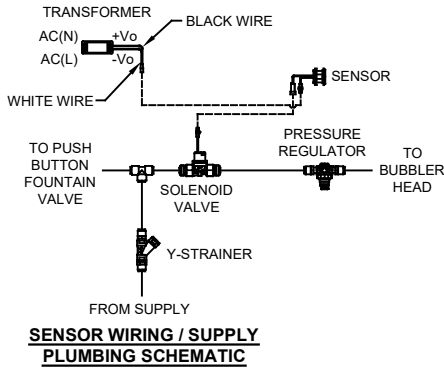 TRANSFORMER
BLACK WIRE
AC(N)
+Vo
AC(L)
-Vo
WHITE WIRE
SENSOR
TO PUSH
BUTTON
FOUNTAIN
VALVE
SOLENOID
VALVE
PRESSURE
REGULATOR
TO
BUBBLER
HEAD
Y-STRAINER
FROM SUPPLY
SENSOR WIRING / SUPPLY
PLUMBING SCHEMATIC